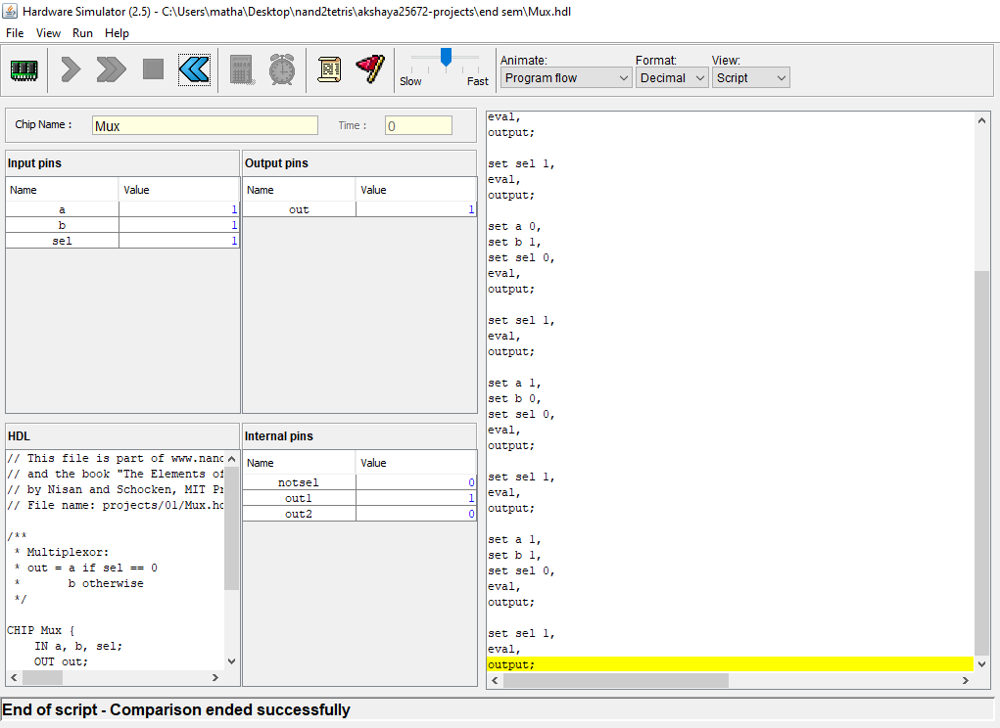 Hardware Simulator (2.5) - C:\Users\matha\Desktop\nand2tetris\akshaya25672-projects\end sem\Mux.hdl
File View Run Help
Slow Fast
Animate: Format: View:
Program flow Decimal Script
Chip Name : Mux Time : 0
Input pins
Name Value
a 1
b 1
sel 1
Output pins
Name Value
out 1
HDL
// This file is part of www.nand
// and the book "The Elements of
// by Nisan and Schocken, MIT Pr
// File name: projects/01/Mux.hd
/**
* Multiplexor:
* out = a if sel == 0
* b otherwise
*/
CHIP Mux {
IN a, b, sel;
OUT out;
Internal pins
Name Value
notsel 0
out1 1
out2 0
eval,
output;
set sel 1,
eval,
output;
set a 0,
set b 1,
set sel 0,
eval,
output;
set sel 1,
eval,
output;
set a 1,
set b 0,
set sel 0,
eval,
output;
set sel 1,
eval,
output;
set a 1,
set b 1,
set sel 0,
eval,
output;
set sel 1,
eval,
output;
End of script - Comparison ended successfully